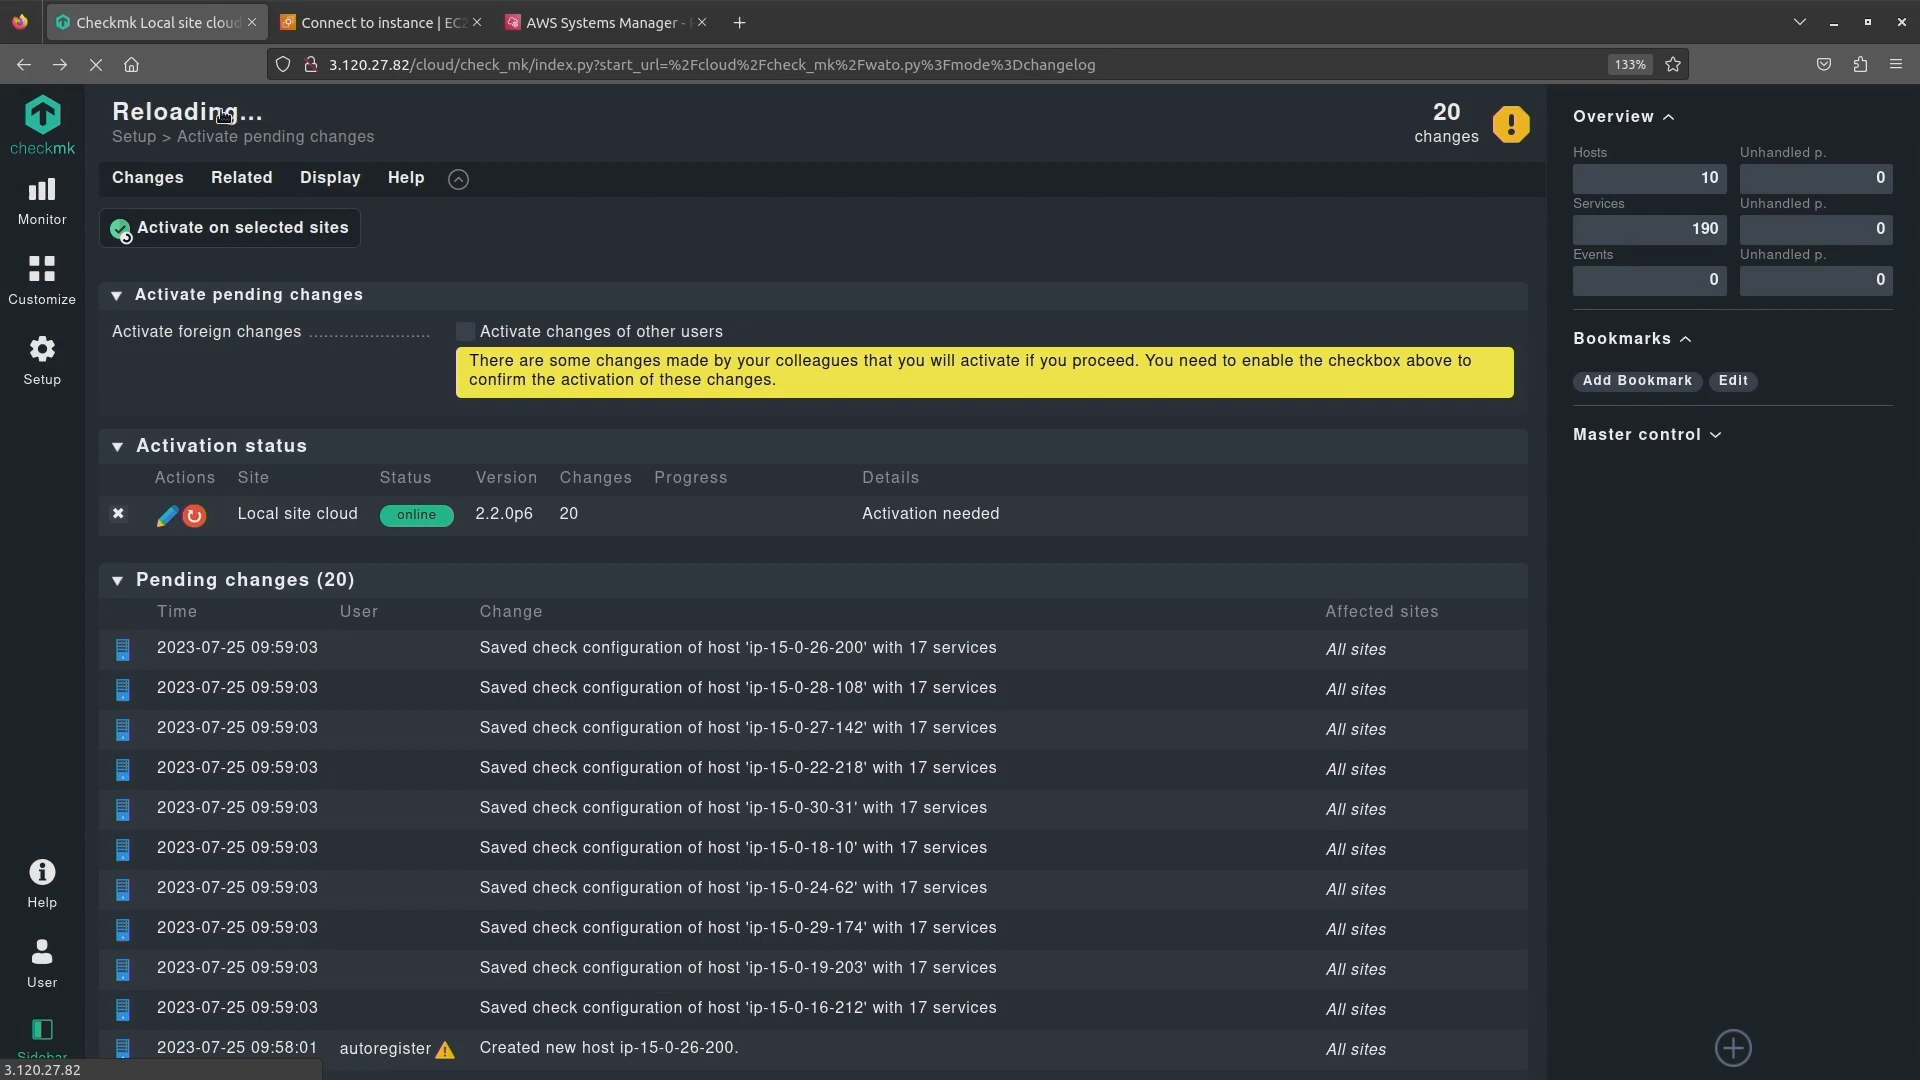 Checkmk Local site cloud
Connect to instance | EC2
AWS Systems Manager -
3.120.27.82/cloud/check_mk/index.py?start_url=%2Fcloud%2Fcheck_mk%2Fwato.py%3Fmode%3Dchangelog
133%
checkmk
Monitor
Customize
Setup
Help
User
Sidebar
Reloading...
Setup > Activate pending changes
20
changes
Changes Related Display Help
Activate on selected sites
Activate pending changes
Activate foreign changes
Activate changes of other users
There are some changes made by your colleagues that you will activate if you proceed. You need to enable the checkbox above to
confirm the activation of these changes.
Activation status
Actions Site Status Version Changes Progress Details
Local site cloud online 2.2.0p6 20 Activation needed
Pending changes (20)
Time User Change Affected sites
2023-07-25 09:59:03 Saved check configuration of host 'ip-15-0-26-200' with 17 services All sites
2023-07-25 09:59:03 Saved check configuration of host 'ip-15-0-28-108' with 17 services All sites
2023-07-25 09:59:03 Saved check configuration of host 'ip-15-0-27-142' with 17 services All sites
2023-07-25 09:59:03 Saved check configuration of host 'ip-15-0-22-218' with 17 services All sites
2023-07-25 09:59:03 Saved check configuration of host 'ip-15-0-30-31' with 17 services All sites
2023-07-25 09:59:03 Saved check configuration of host 'ip-15-0-18-10' with 17 services All sites
2023-07-25 09:59:03 Saved check configuration of host 'ip-15-0-24-62' with 17 services All sites
2023-07-25 09:59:03 Saved check configuration of host 'ip-15-0-29-174' with 17 services All sites
2023-07-25 09:59:03 Saved check configuration of host 'ip-15-0-19-203' with 17 services All sites
2023-07-25 09:59:03 Saved check configuration of host 'ip-15-0-16-212' with 17 services All sites
2023-07-25 09:58:01 autoregister Created new host ip-15-0-26-200. All sites
3.120.27.82
Overview
Hosts Unhandled p.
10 0
Services Unhandled p.
190 0
Events Unhandled p.
0 0
Bookmarks
Add Bookmark Edit
Master control